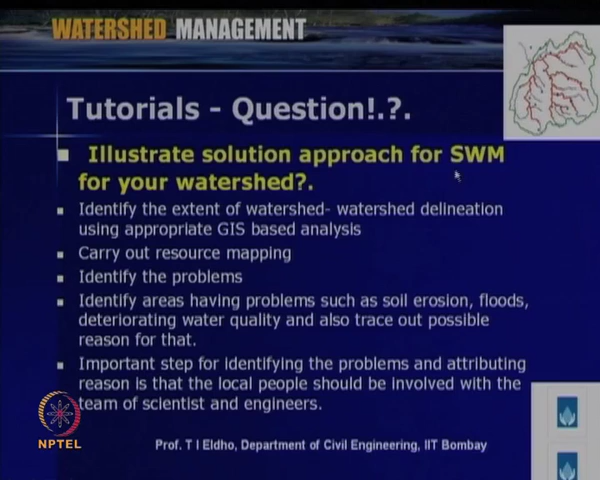 WATERSHED MANAGEMENT
Tutorials - Question!.?.
Illustrate solution approach for SWM
for your watershed?.
Identify the extent of watershed- watershed delineation
using appropriate GIS based analysis
Carry out resource mapping
Identify the problems
Identify areas having problems such as soil erosion, floods,
deteriorating water quality and also trace out possible
reason for that.
Important step for identifying the problems and attributing
reason is that the local people should be involved with the
team of scientist and engineers.
NPTEL
Prof. T I Eldho, Department of Civil Engineering, IIT Bombay